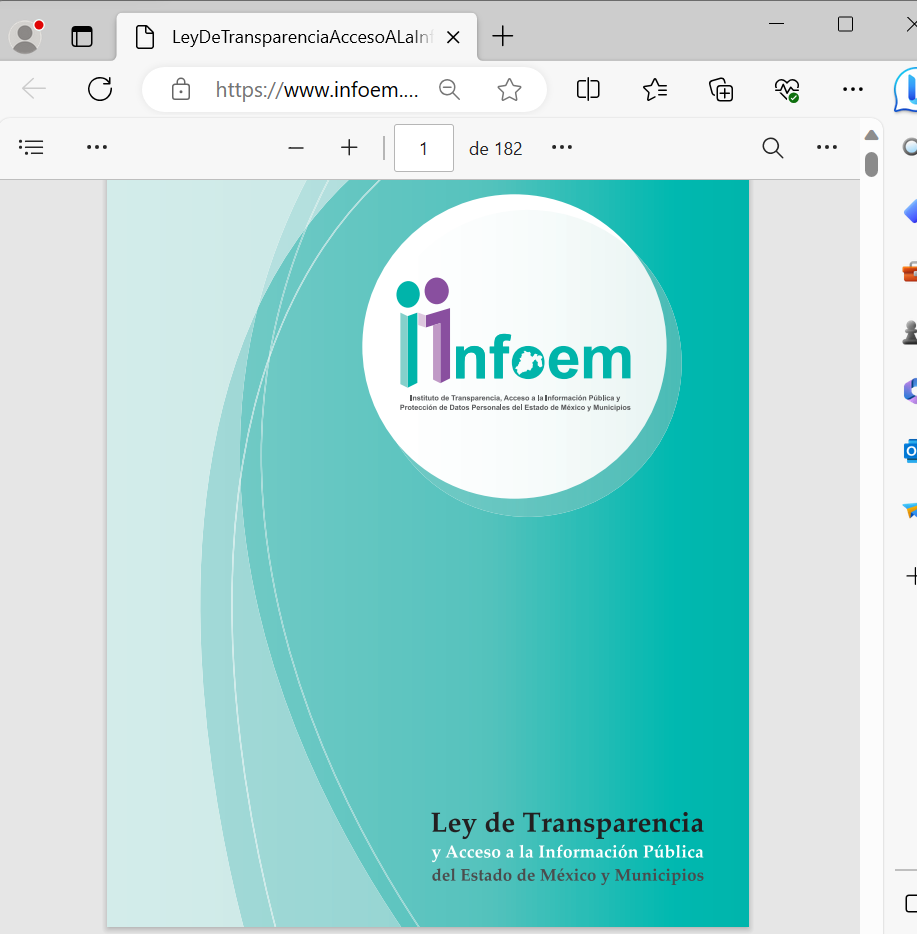 LeyDeTransparenciaAccesoALaInf
https://www.infoem....
1 de 182
infoem
Instituto de Transparencia, Acceso a la Información Pública y
Protección de Datos Personales del Estado de México y Municipios
Ley de Transparencia
y Acceso a la Información Pública
del Estado de México y Municipios